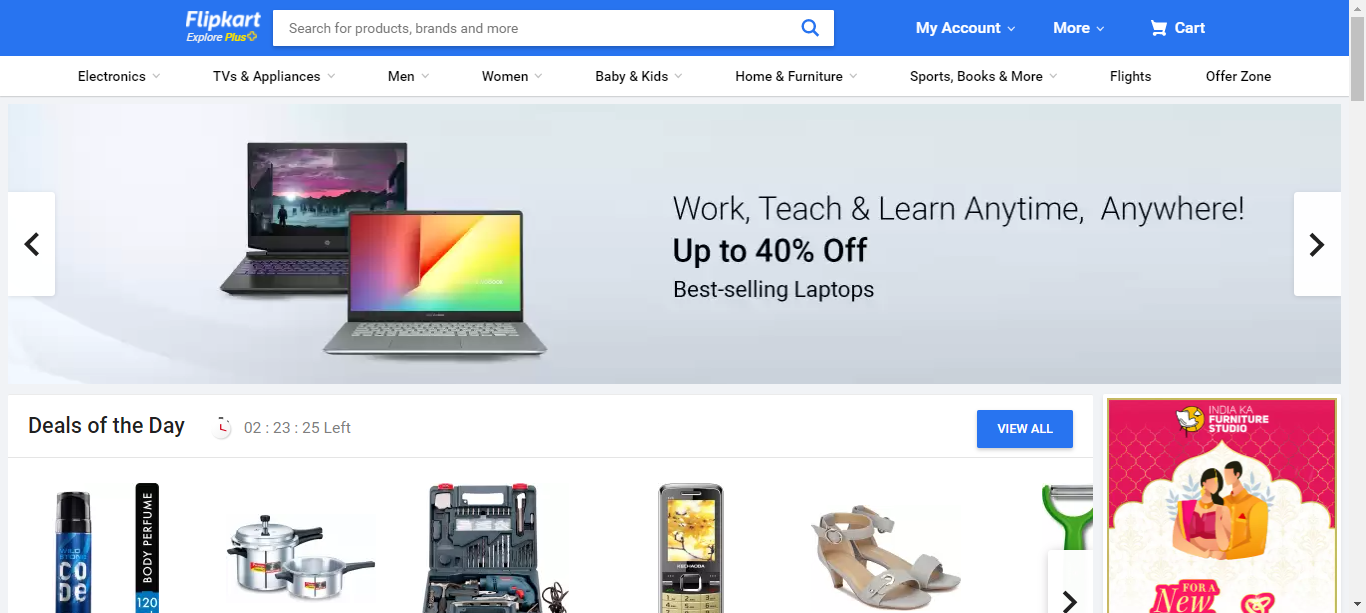 Flipkart
Explore Plus
Search for products, brands and more
My Account
More
Cart
Electronics
TVs & Appliances
Men
Women
Baby & Kids
Home & Furniture
Sports, Books & More
Flights
Offer Zone
Work, Teach & Learn Anytime, Anywhere!
Up to 40% Off
Best-selling Laptops
Deals of the Day
02 : 23 : 25 Left
VIEW ALL
INDIA KA
FURNITURE
STUDIO
WILD
STONE
CO
De
BODY PERFUME
120
KECHAODA
FOR A
New